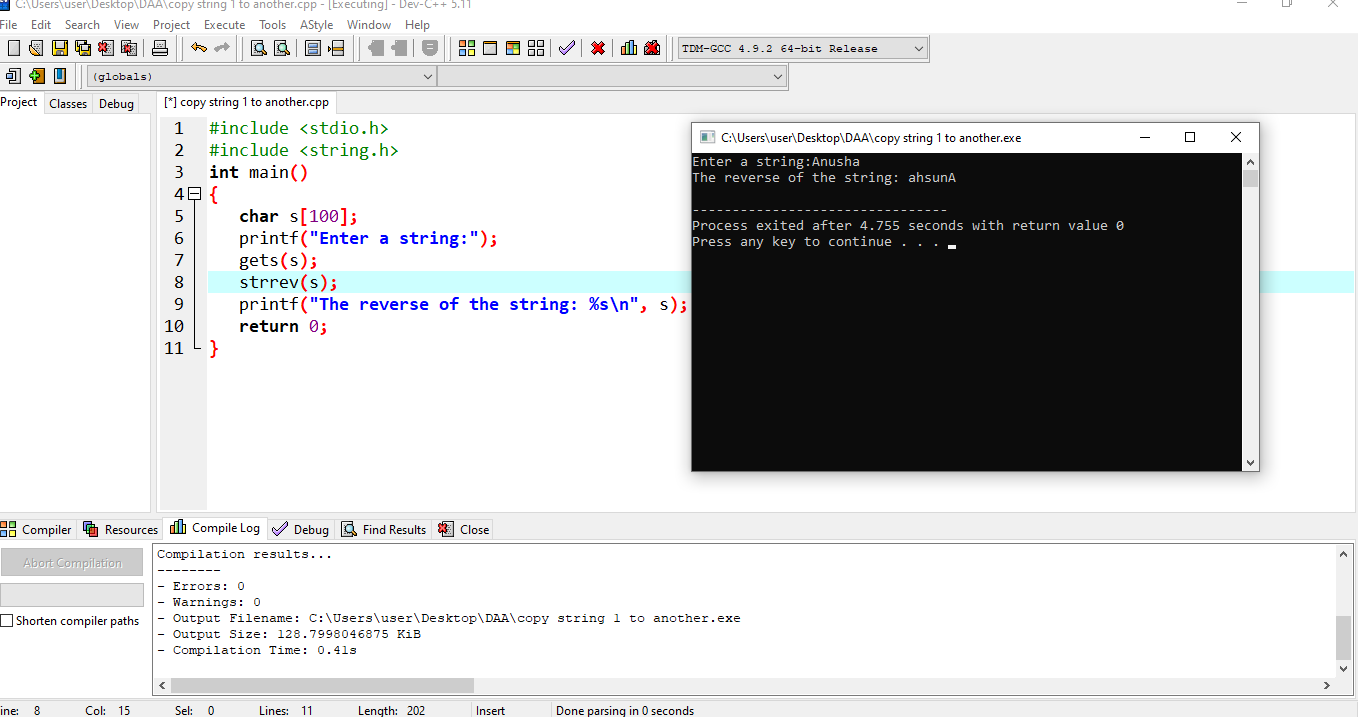 C:\Users\user\Desktop\DAA\copy string 1 to another.cpp - [Executing] - Dev-C++ 5.11
File Edit Search View Project Execute Tools AStyle Window Help
TDM-GCC 4.9.2 64-bit Release
(globals)
Project Classes Debug
[*] copy string 1 to another.cpp
1 #include <stdio.h>
2 #include <string.h>
3 int main()
4 {
5 char s[100];
6 printf("Enter a string:");
7 gets(s);
8 strrev(s);
9 printf("The reverse of the string: %s\n", s);
10 return 0;
11 }
C:\Users\user\Desktop\DAA\copy string 1 to another.exe
Enter a string:Anusha
The reverse of the string: ahsunA
--------------------------------
Process exited after 4.755 seconds with return value 0
Press any key to continue . . .
Compiler Resources Compile Log Debug Find Results Close
Abort Compilation
Shorten compiler paths
Compilation results...
--------
- Errors: 0
- Warnings: 0
- Output Filename: C:\Users\user\Desktop\DAA\copy string 1 to another.exe
- Output Size: 128.7998046875 KiB
- Compilation Time: 0.41s
ine: 8 Col: 15 Sel: 0 Lines: 11 Length: 202 Insert Done parsing in 0 seconds